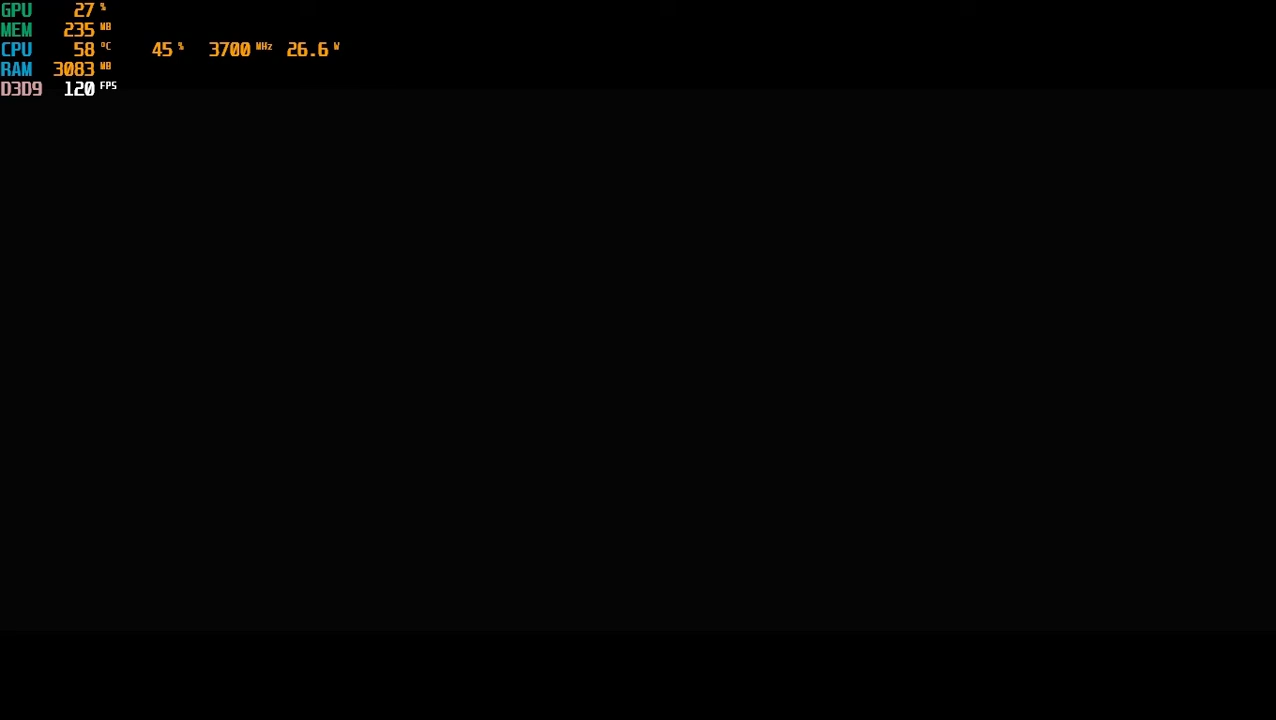 GPU 27 %
MEM 235 MB
CPU 58 °C 45 % 3700 MHz 26.6 W
RAM 3083 MB
D3D9 120 FPS